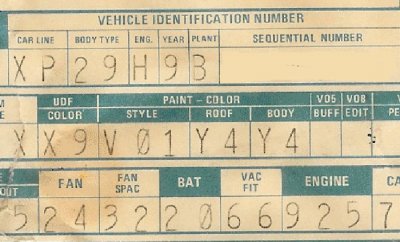 VEHICLE IDENTIFICATION NUMBER
CAR LINE BODY TYPE ENG. YEAR PLANT SEQUENTIAL NUMBER
X P 2 9 H 9 B
UDF COLOR PAINT - COLOR STYLE ROOF BODY V05 BUFF V08 EDIT
X X 9 V 0 1 Y 4 Y 4
OUT FAN FAN SPAC BAT VAC FIT ENGINE CA
5 2 4 3 2 2 0 6 6 9 2 5 7